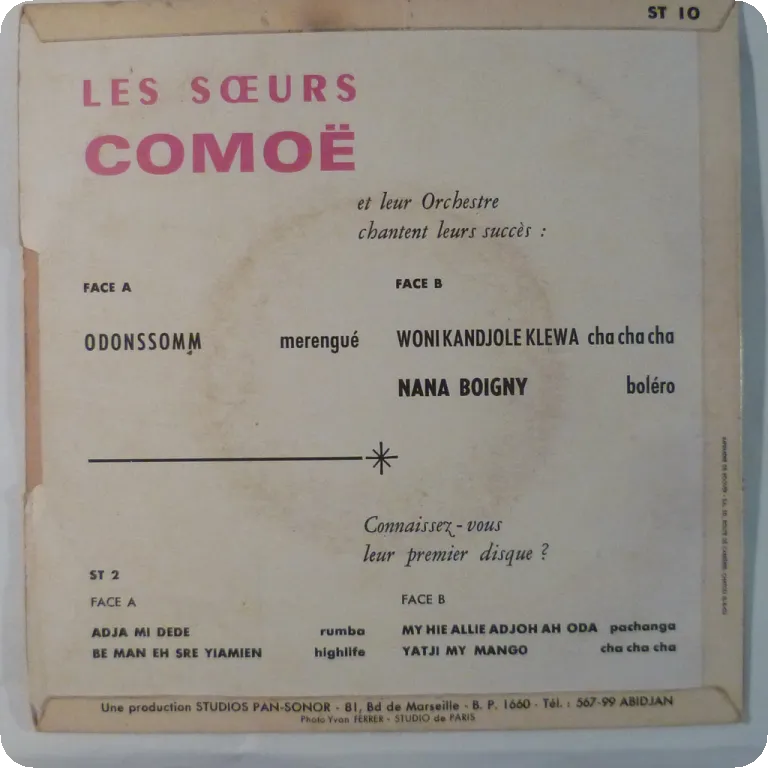 ST 10
LES SŒURS
COMOË
et leur Orchestre
chantent leurs succès :
FACE A
FACE B
ODONSSOMM merengué
WONI KANDJOLE KLEWA cha cha cha
NANA BOIGNY boléro
Connaissez-vous
leur premier disque ?
ST 2
FACE A
FACE B
ADJA MI DEDE rumba
MY HIE ALLIE ADJOH AH ODA pachanga
BE MAN EH SRE YIAMIEN highlife
YATJI MY MANGO cha cha cha
Une production STUDIOS PAN-SONOR - 81, Bd de Marseille - B. P. 1660 - Tél. : 567-99 ABIDJAN
Photo Yvon FERRER - STUDIO de PARIS